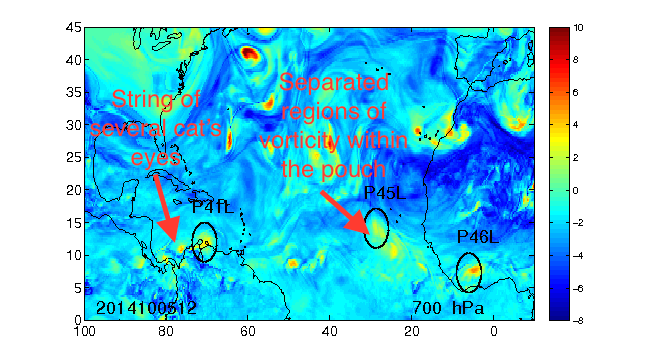 45
40
35
30
25
20
15
10
5
0
100
80
60
40
20
0
10
8
6
4
2
0
-2
-4
-6
-8
String of
several cat's
eyes
Separated
regions of
vorticity within
the pouch
P41L
P45L
P46L
2014100512
700 hPa